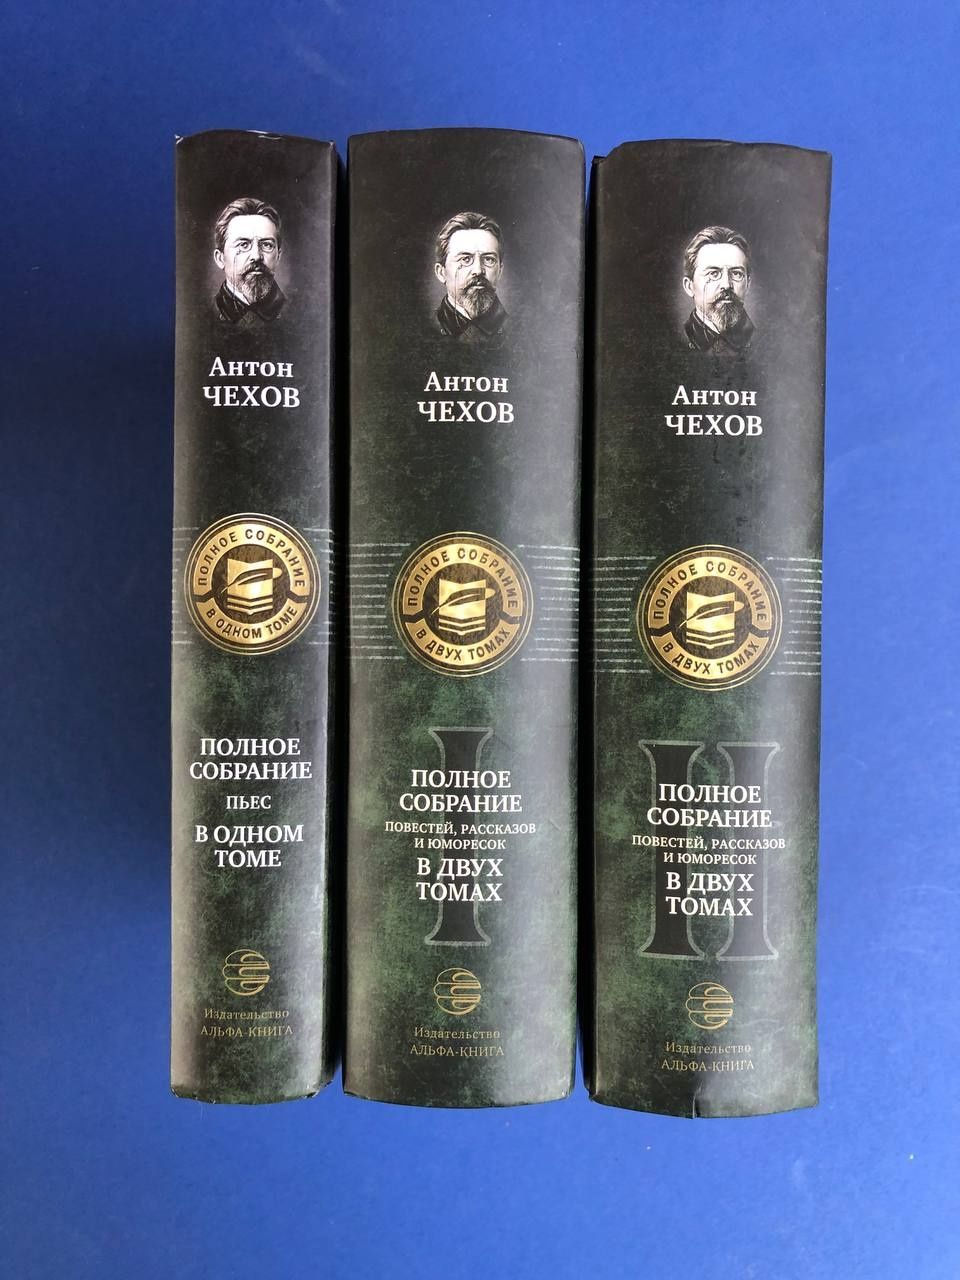 Антон
ЧЕХОВ
ПОЛНОЕ СОБРАНИЕ
В ОДНОМ ТОМЕ
ПОЛНОЕ
СОБРАНИЕ
ПЬЕС
В ОДНОМ
ТОМЕ
Издательство
АЛЬФА-КНИГА
Антон
ЧЕХОВ
ПОЛНОЕ СОБРАНИЕ
В ДВУХ ТОМАХ
I
ПОЛНОЕ
СОБРАНИЕ
ПОВЕСТЕЙ, РАССКАЗОВ
И ЮМОРЕСОК
В ДВУХ
ТОМАХ
Издательство
АЛЬФА-КНИГА
Антон
ЧЕХОВ
ПОЛНОЕ СОБРАНИЕ
В ДВУХ ТОМАХ
II
ПОЛНОЕ
СОБРАНИЕ
ПОВЕСТЕЙ, РАССКАЗОВ
И ЮМОРЕСОК
В ДВУХ
ТОМАХ
Издательство
АЛЬФА-КНИГА